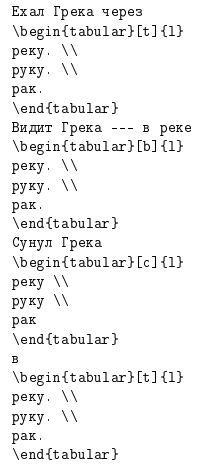 Ехал Грека через
\begin{tabular}[t]{l}
реку. \\
руку. \\
рак.
\end{tabular}
Видит Грека --- в реке
\begin{tabular}[b]{l}
реку. \\
руку. \\
рак.
\end{tabular}
Сунул Грека
\begin{tabular}[c]{l}
реку \\
руку \\
рак
\end{tabular}
в
\begin{tabular}[t]{l}
реку. \\
руку. \\
рак.
\end{tabular}